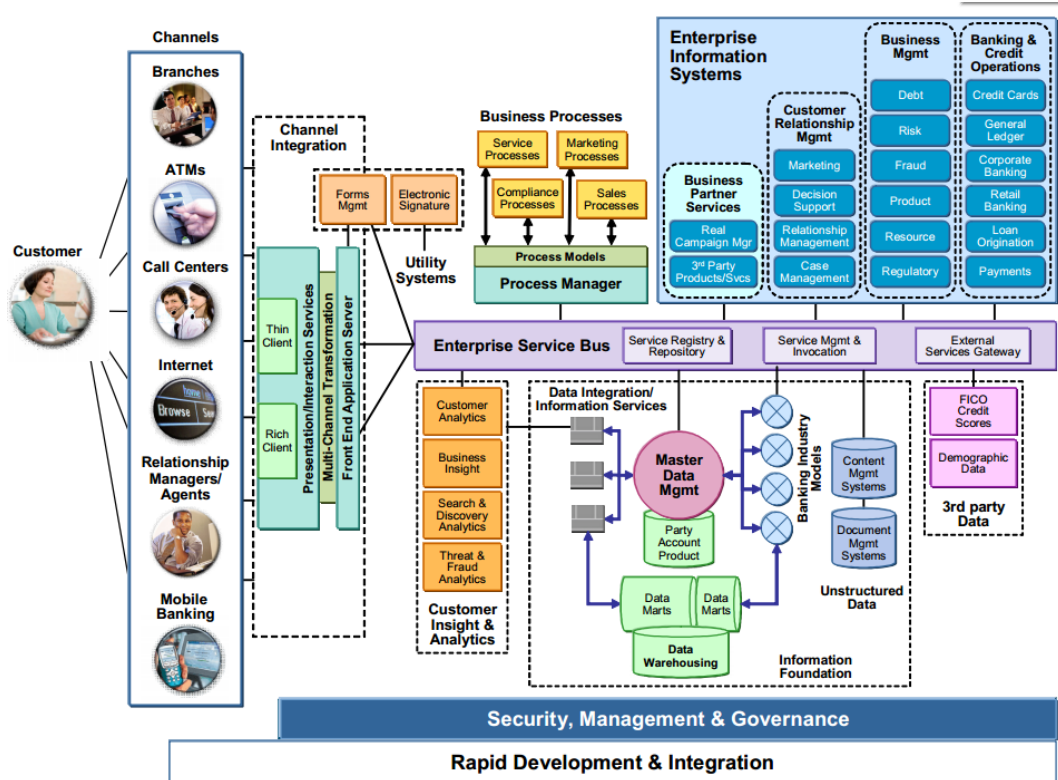 Channels
Branches
ATMs
Customer
Call Centers
Internet
Browse
Relationship
Managers/
Agents
Mobile
Banking
Channel
Integration
Forms
Mgmt
Electronic
Signature
Utility
Systems
Thin
Client
Rich
Client
Presentation/Interaction Services
Multi-Channel Transformation
Front End Application Server
Business Processes
Service
Processes
Marketing
Processes
Compliance
Processes
Sales
Processes
Process Models
Process Manager
Enterprise
Information
Systems
Business
Partner
Services
Real
Campaign Mgr
3rd Party
Products/Svcs
Customer
Relationship
Mgmt
Marketing
Decision
Support
Relationship
Management
Case
Management
Business
Mgmt
Debt
Risk
Fraud
Product
Resource
Regulatory
Banking &
Credit
Operations
Credit Cards
General
Ledger
Corporate
Banking
Retail
Banking
Loan
Origination
Payments
Enterprise Service Bus
Service Registry &
Repository
Service Mgmt &
Invocation
External
Services Gateway
Customer
Analytics
Business
Insight
Search &
Discovery
Analytics
Threat &
Fraud
Analytics
Customer
Insight &
Analytics
Data Integration/
Information Services
Master
Data
Mgmt
Party
Account
Product
Banking Industry
Models
Data
Marts
Data
Marts
Data
Warehousing
Content
Mgmt
Systems
Document
Mgmt
Systems
Unstructured
Data
Information
Foundation
FICO
Credit
Scores
Demographic
Data
3rd party
Data
Security, Management & Governance
Rapid Development & Integration